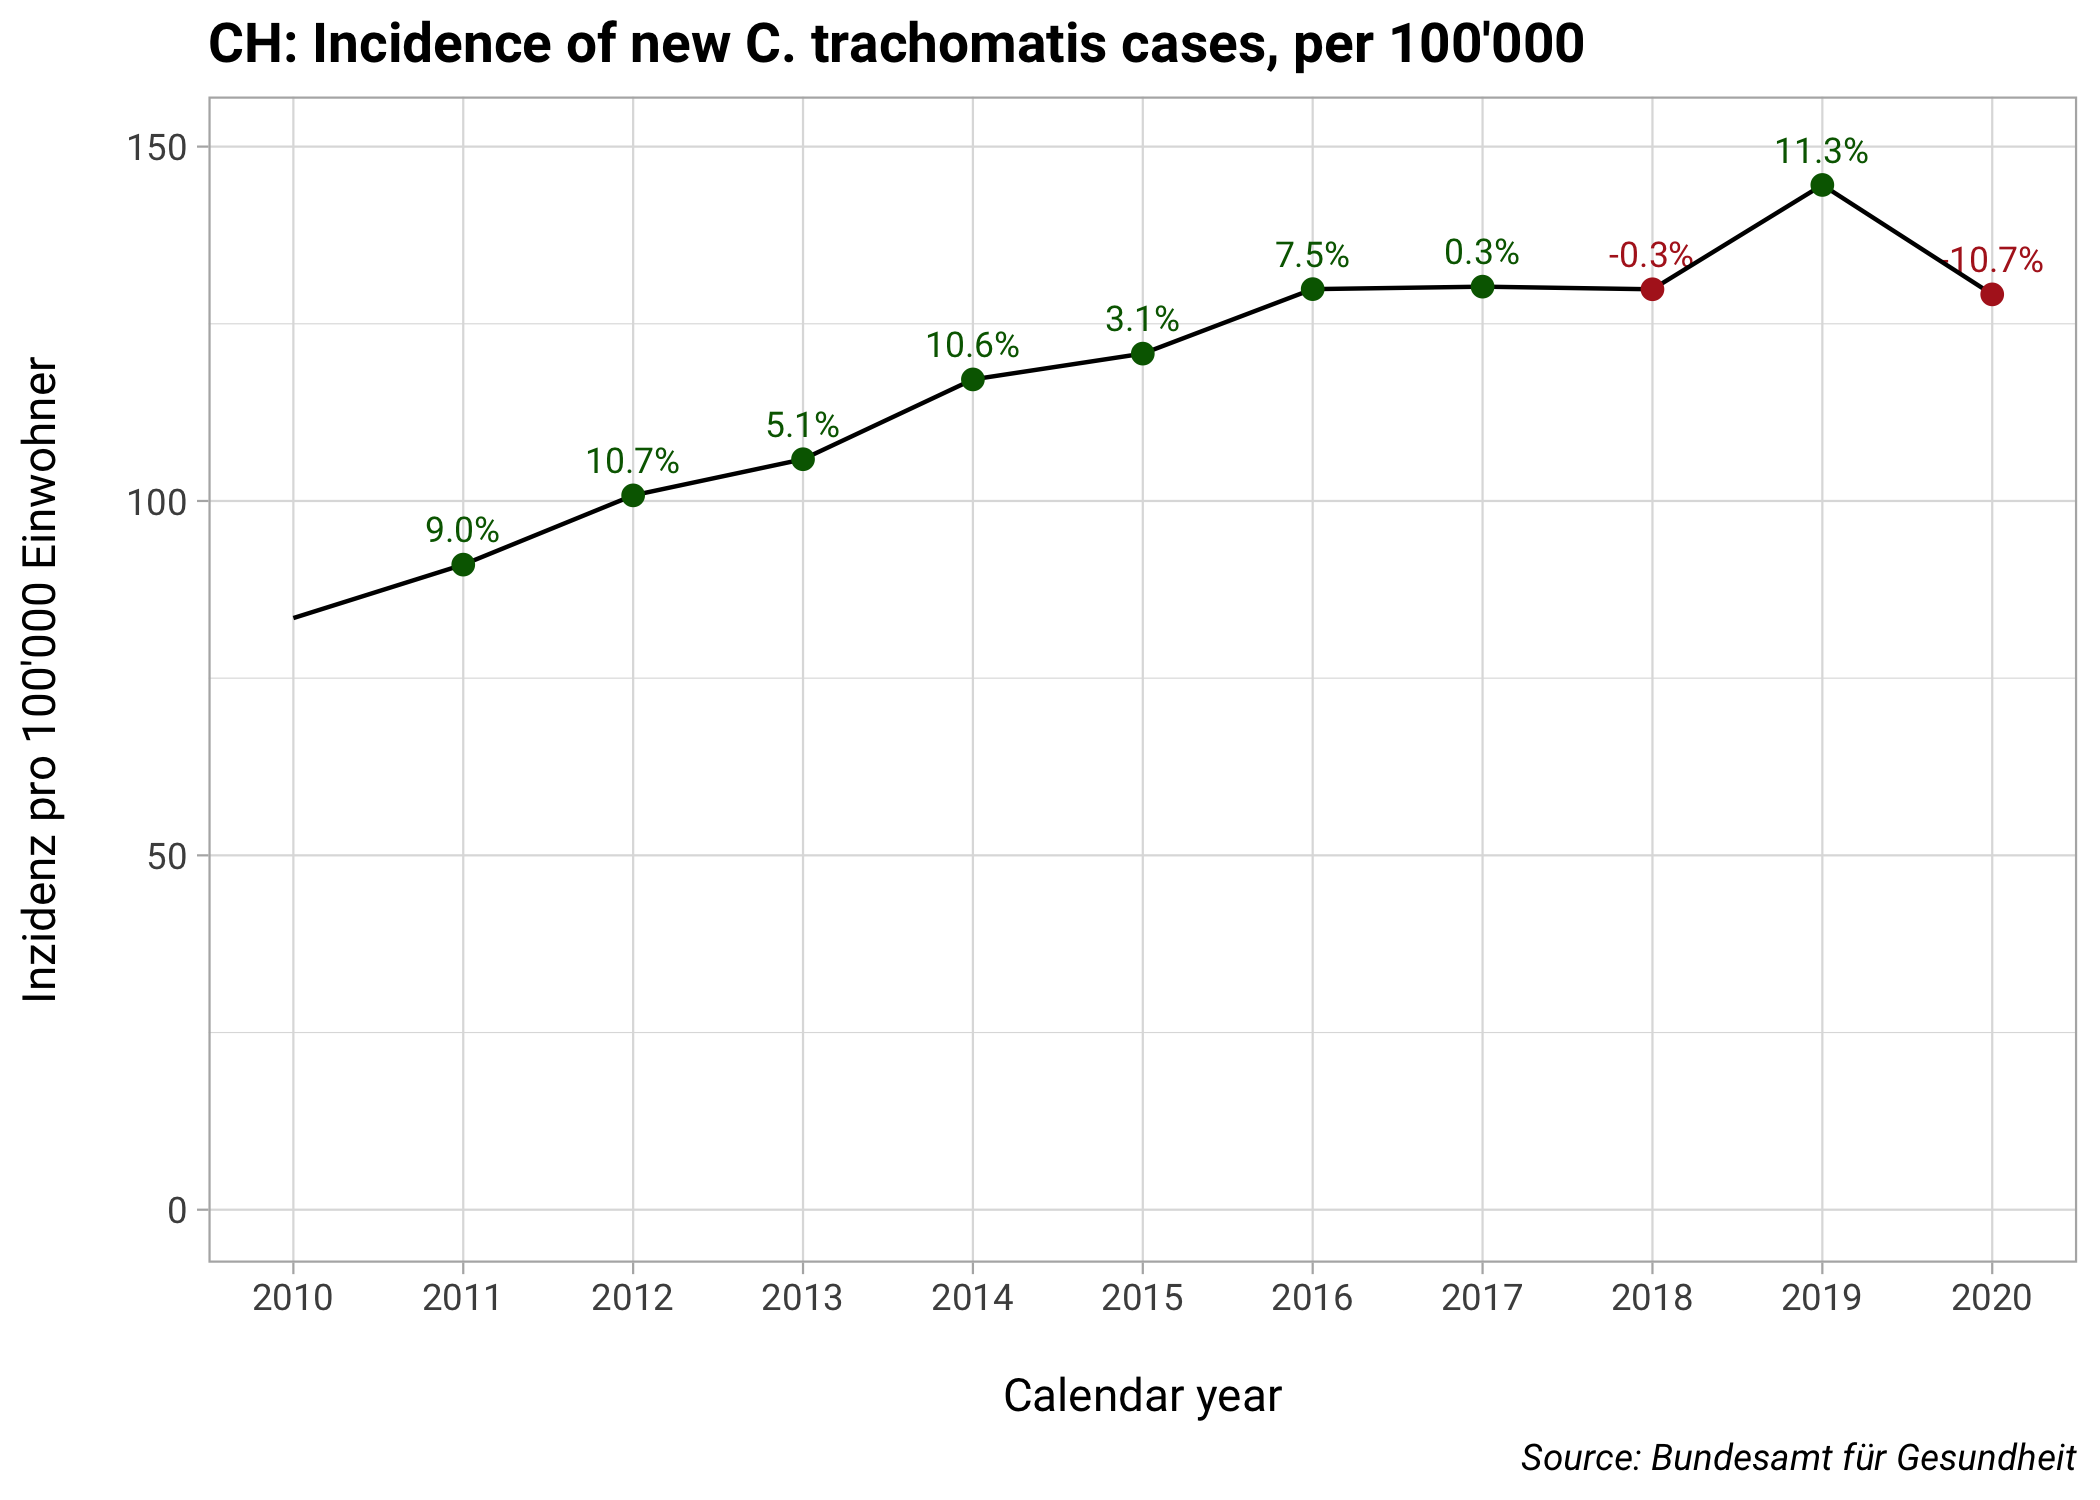 CH: Incidence of new C. trachomatis cases, per 100'000
Inzidenz pro 100'000 Einwohner
150
100
50
0
9.0%
10.7%
5.1%
10.6%
3.1%
7.5%
0.3%
-0.3%
11.3%
-10.7%
2010 2011 2012 2013 2014 2015 2016 2017 2018 2019 2020
Calendar year
Source: Bundesamt für Gesundheit